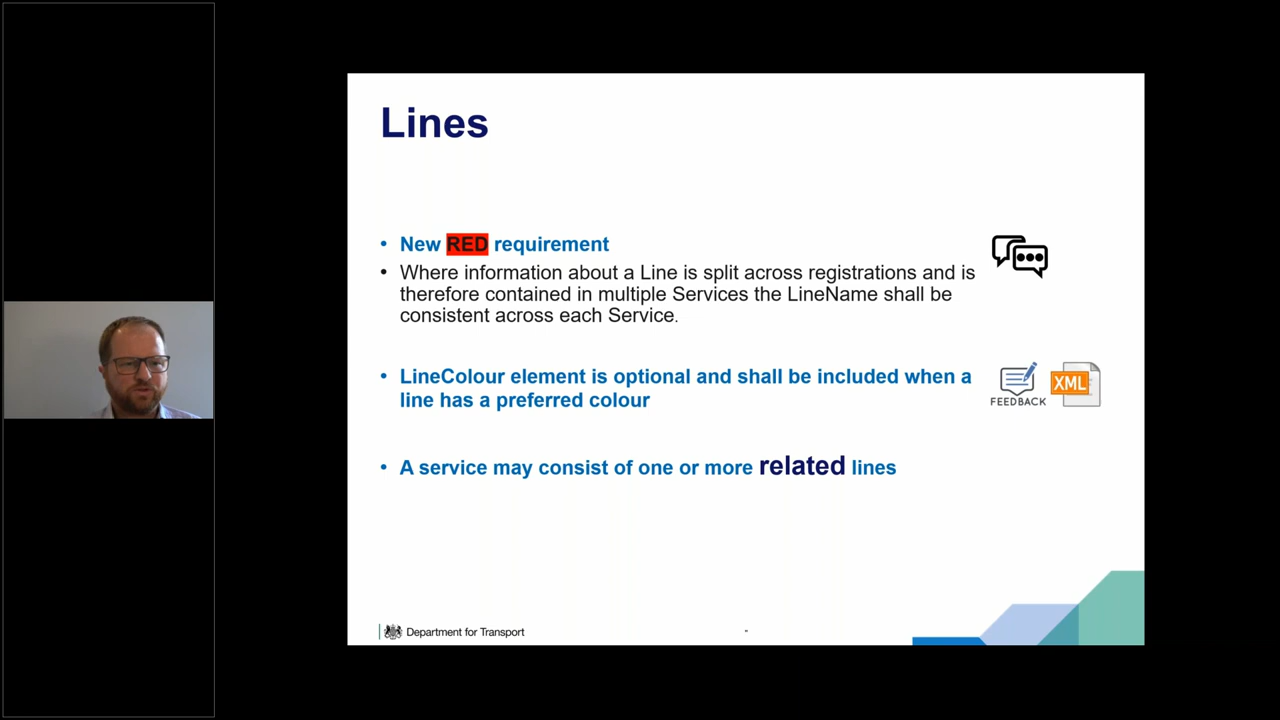 Lines
• New RED requirement
• Where information about a Line is split across registrations and is
therefore contained in multiple Services the LineName shall be
consistent across each Service.
• LineColour element is optional and shall be included when a
line has a preferred colour
FEEDBACK
XML
• A service may consist of one or more related lines
Department for Transport